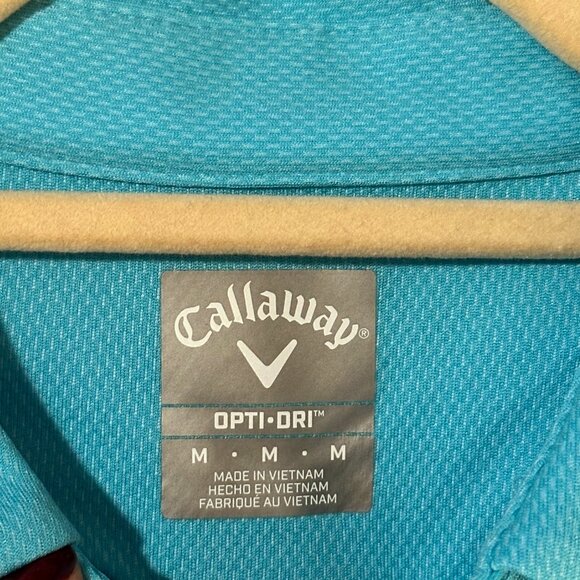 Callaway®
OPTI•DRI™
M • M • M
MADE IN VIETNAM
HECHO EN VIETNAM
FABRIQUÉ AU VIETNAM